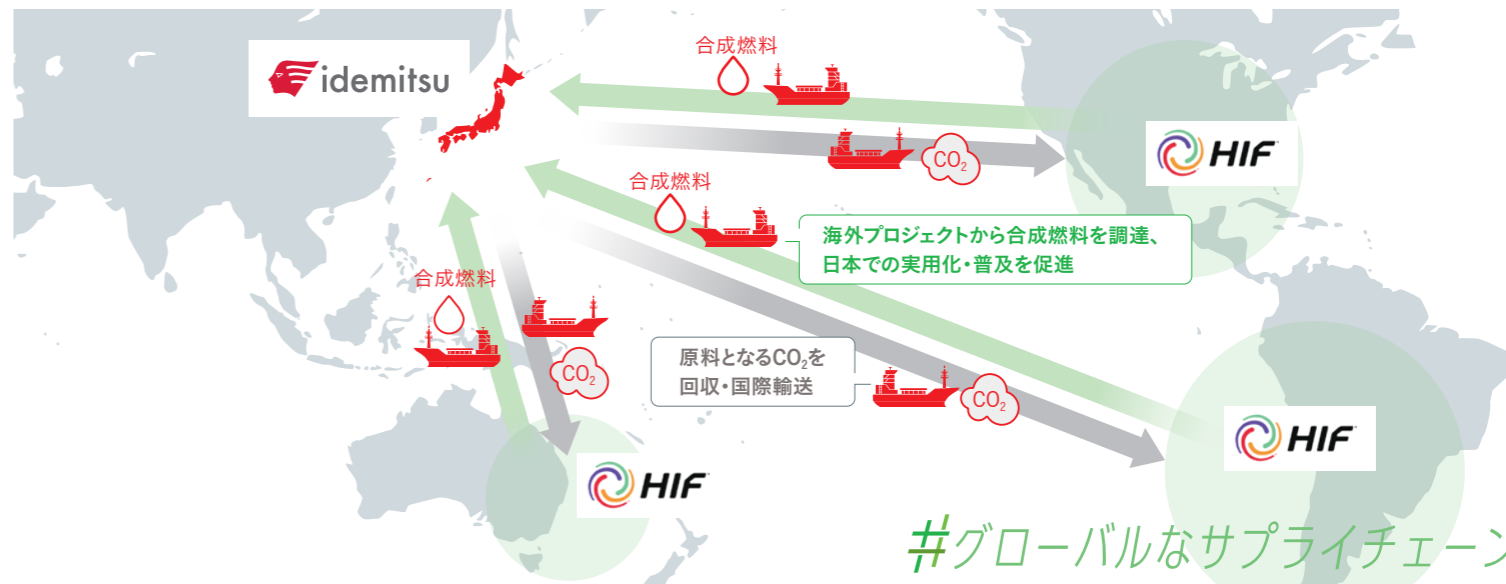 idemitsu
合成燃料
CO₂
HIF
合成燃料
海外プロジェクトから合成燃料を調達、
日本での実用化・普及を促進
合成燃料
CO₂
原料となるCO₂を
回収・国際輸送
CO₂
HIF
HIF
#グローバルなサプライチェーン